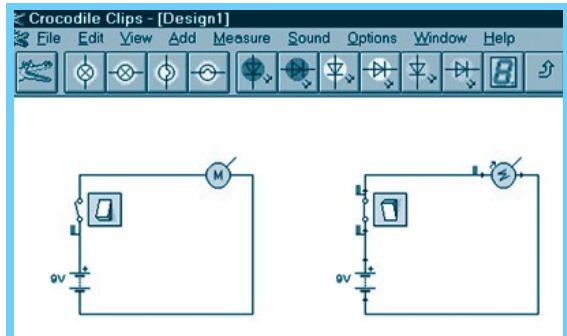 Crocodile Clips - [Design1]
File Edit View Add Measure Sound Options Window Help
M
9V
9V